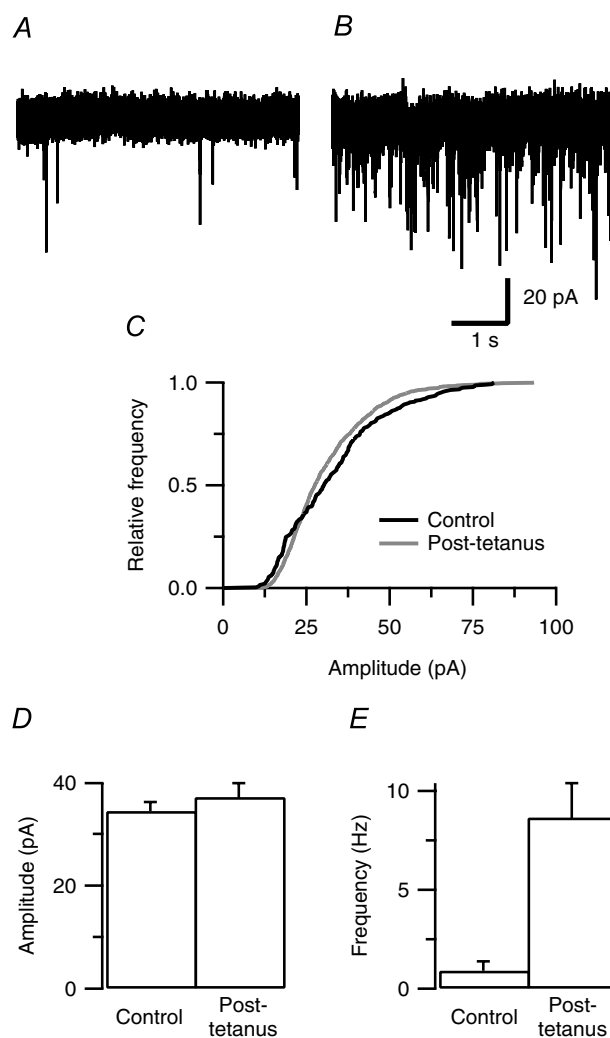 A B
20 pA
1 s
C
1.0
0.5
0.0
Relative frequency
Control
Post-tetanus
0 25 50 75 100
Amplitude (pA)
D E
40
20
0
Amplitude (pA)
Control Post-
tetanus
10
5
0
Frequency (Hz)
Control Post-
tetanus